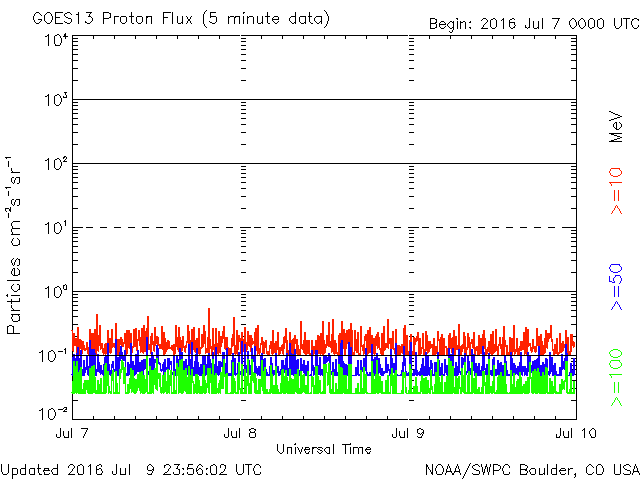 GOES13 Proton Flux (5 minute data)
Begin: 2016 Jul 7 0000 UTC
Particles cm⁻²s⁻¹sr⁻¹
10⁴
10³
10²
10¹
10⁰
10⁻¹
10⁻²
Jul 7
Jul 8
Jul 9
Jul 10
Universal Time
MeV
>=10
>=50
>=100
Updated 2016 Jul 9 23:56:02 UTC
NOAA/SWPC Boulder, CO USA